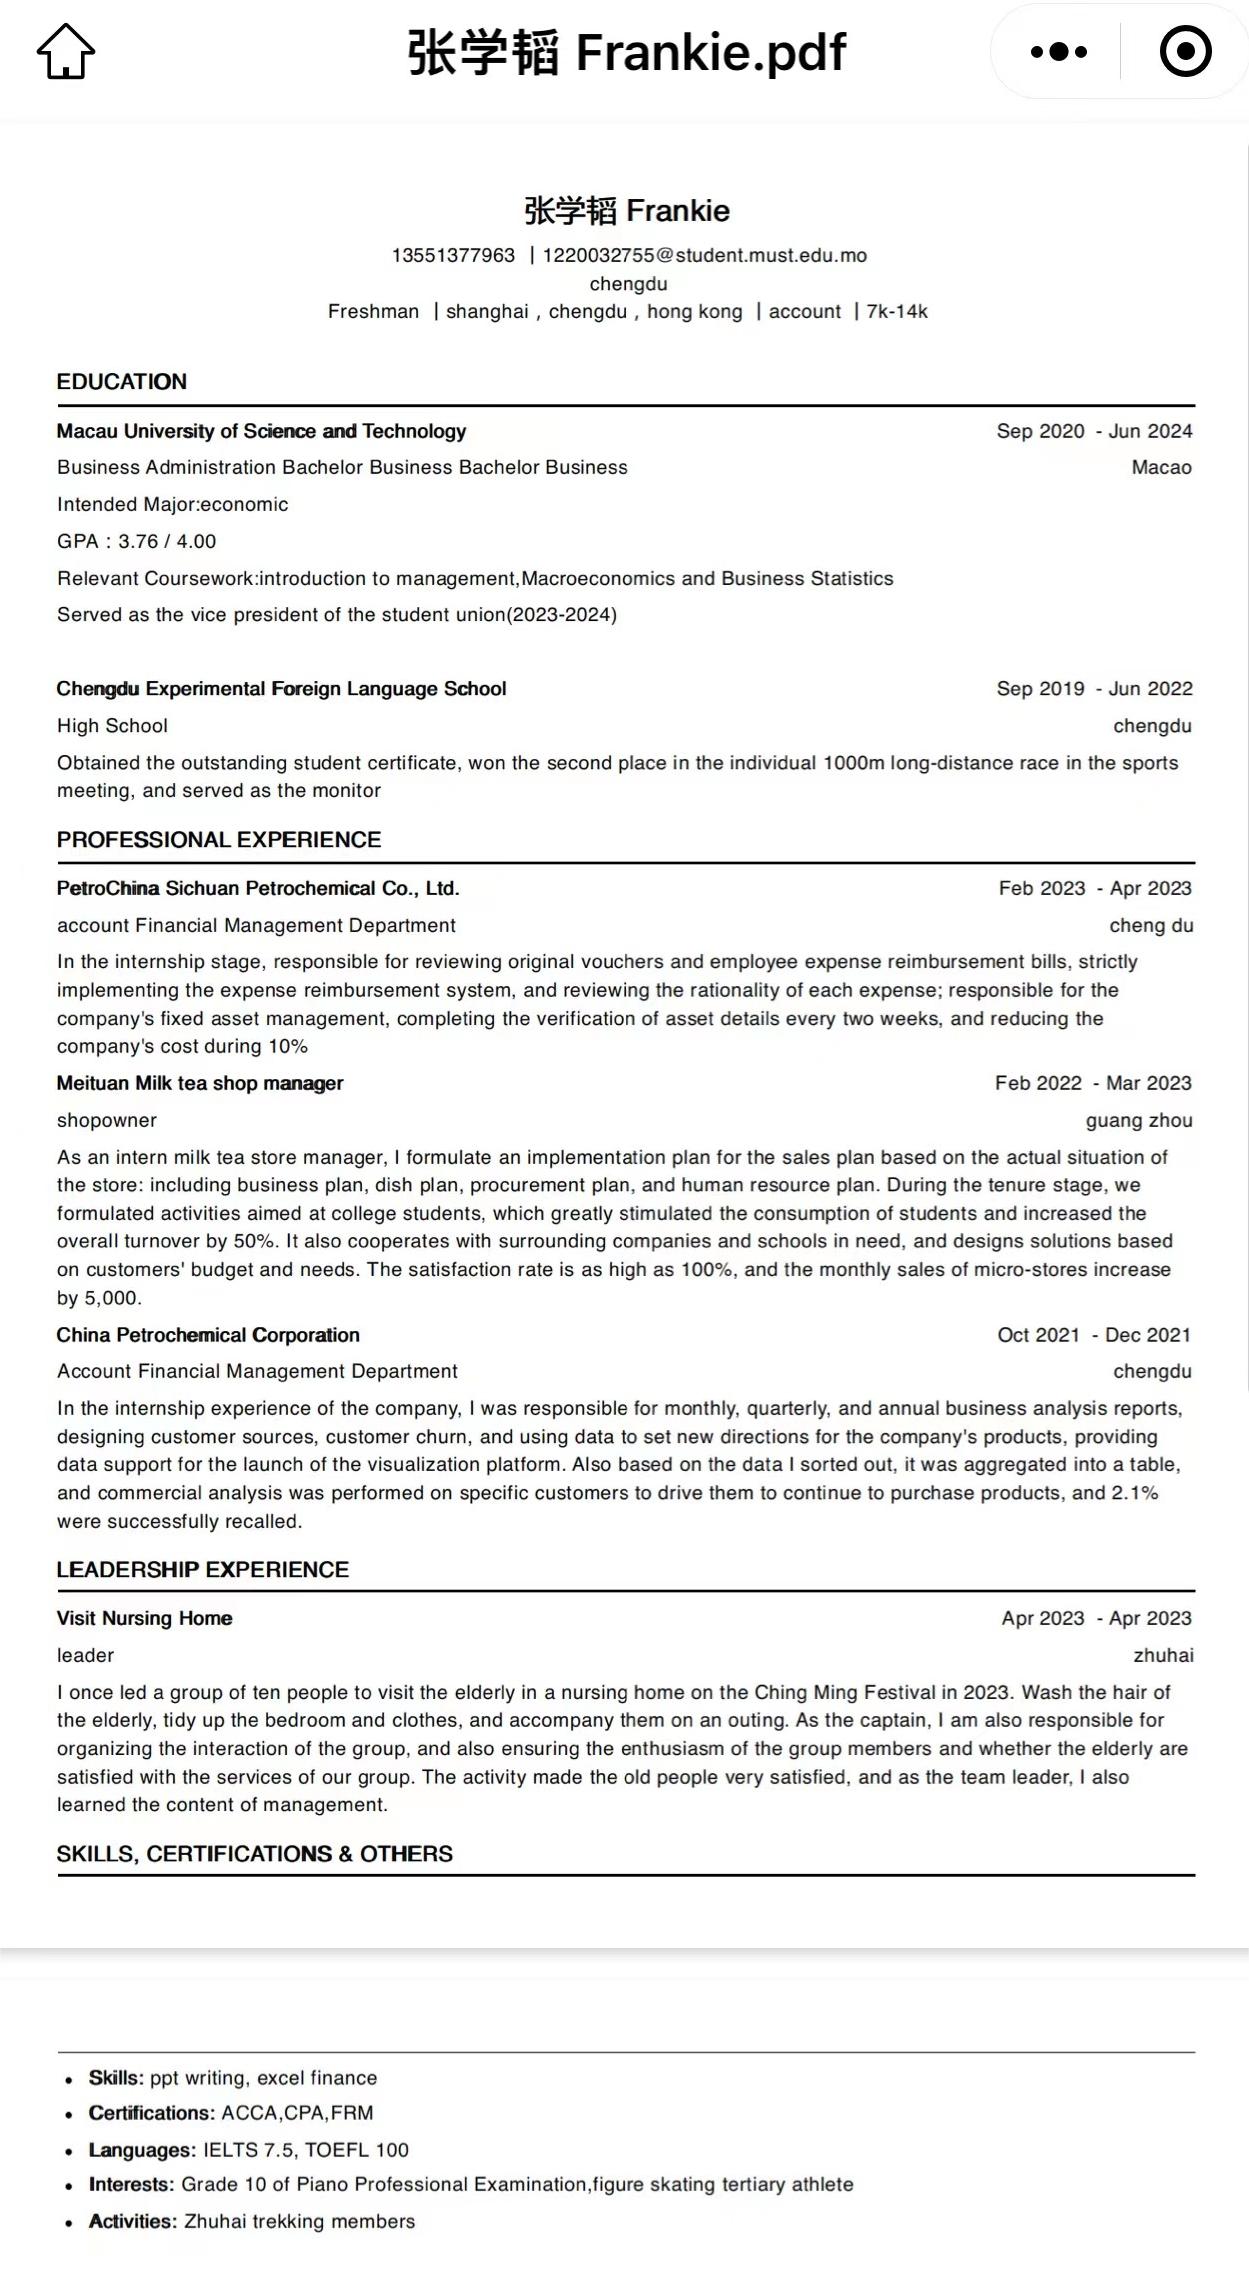 张学韬 Frankie.pdf
张学韬 Frankie
13551377963 | 1220032755@student.must.edu.mo
chengdu
Freshman | shanghai , chengdu , hong kong | account | 7k-14k
EDUCATION
Macau University of Science and Technology Sep 2020 - Jun 2024
Business Administration Bachelor Business Bachelor Business Macao
Intended Major:economic
GPA : 3.76 / 4.00
Relevant Coursework:introduction to management,Macroeconomics and Business Statistics
Served as the vice president of the student union(2023-2024)
Chengdu Experimental Foreign Language School Sep 2019 - Jun 2022
High School chengdu
Obtained the outstanding student certificate, won the second place in the individual 1000m long-distance race in the sports
meeting, and served as the monitor
PROFESSIONAL EXPERIENCE
PetroChina Sichuan Petrochemical Co., Ltd. Feb 2023 - Apr 2023
account Financial Management Department cheng du
In the internship stage, responsible for reviewing original vouchers and employee expense reimbursement bills, strictly
implementing the expense reimbursement system, and reviewing the rationality of each expense; responsible for the
company's fixed asset management, completing the verification of asset details every two weeks, and reducing the
company's cost during 10%
Meituan Milk tea shop manager Feb 2022 - Mar 2023
shopowner guang zhou
As an intern milk tea store manager, I formulate an implementation plan for the sales plan based on the actual situation of
the store: including business plan, dish plan, procurement plan, and human resource plan. During the tenure stage, we
formulated activities aimed at college students, which greatly stimulated the consumption of students and increased the
overall turnover by 50%. It also cooperates with surrounding companies and schools in need, and designs solutions based
on customers' budget and needs. The satisfaction rate is as high as 100%, and the monthly sales of micro-stores increase
by 5,000.
China Petrochemical Corporation Oct 2021 - Dec 2021
Account Financial Management Department chengdu
In the internship experience of the company, I was responsible for monthly, quarterly, and annual business analysis reports,
designing customer sources, customer churn, and using data to set new directions for the company's products, providing
data support for the launch of the visualization platform. Also based on the data I sorted out, it was aggregated into a table,
and commercial analysis was performed on specific customers to drive them to continue to purchase products, and 2.1%
were successfully recalled.
LEADERSHIP EXPERIENCE
Visit Nursing Home Apr 2023 - Apr 2023
leader zhuhai
I once led a group of ten people to visit the elderly in a nursing home on the Ching Ming Festival in 2023. Wash the hair of
the elderly, tidy up the bedroom and clothes, and accompany them on an outing. As the captain, I am also responsible for
organizing the interaction of the group, and also ensuring the enthusiasm of the group members and whether the elderly are
satisfied with the services of our group. The activity made the old people very satisfied, and as the team leader, I also
learned the content of management.
SKILLS, CERTIFICATIONS & OTHERS
• Skills: ppt writing, excel finance
• Certifications: ACCA,CPA,FRM
• Languages: IELTS 7.5, TOEFL 100
• Interests: Grade 10 of Piano Professional Examination,figure skating tertiary athlete
• Activities: Zhuhai trekking members